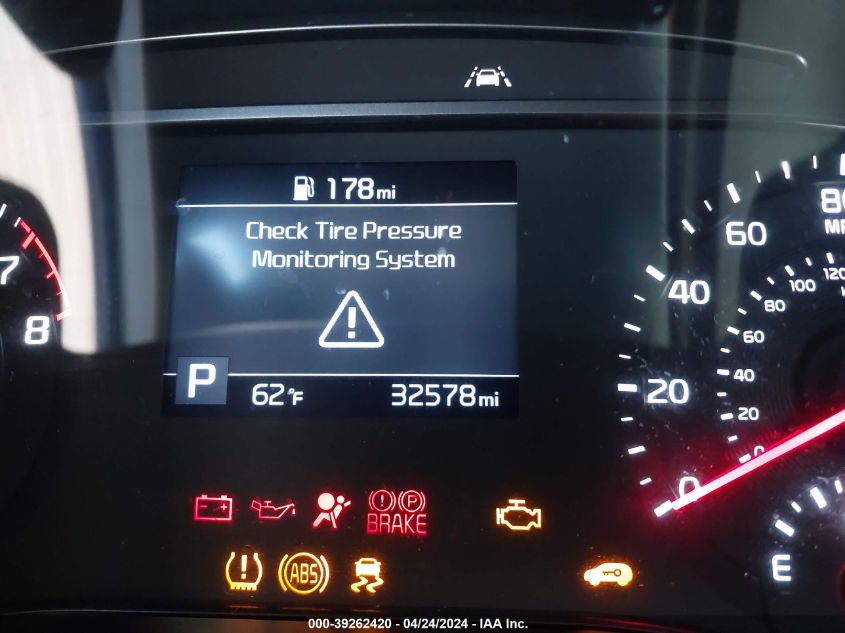 178mi
Check Tire Pressure
Monitoring System
P
62°F
32578mi
7
8
80
60
40
20
0
120
100
80
60
40
20
0
E
BRAKE
P
ABS
000-39262420 - 04/24/2024 - IAA Inc.